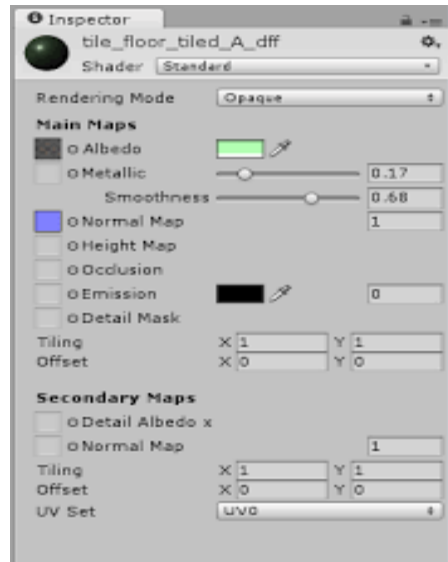 Inspector
tile_floor_tiled_A_dff
Shader Standard
Rendering Mode Opaque
Main Maps
Albedo
Metallic 0.17
Smoothness 0.68
Normal Map 1
Height Map
Occlusion
Emission 0
Detail Mask
Tiling X 1 Y 1
Offset X 0 Y 0
Secondary Maps
Detail Albedo x
Normal Map 1
Tiling X 1 Y 1
Offset X 0 Y 0
UV Set UV0